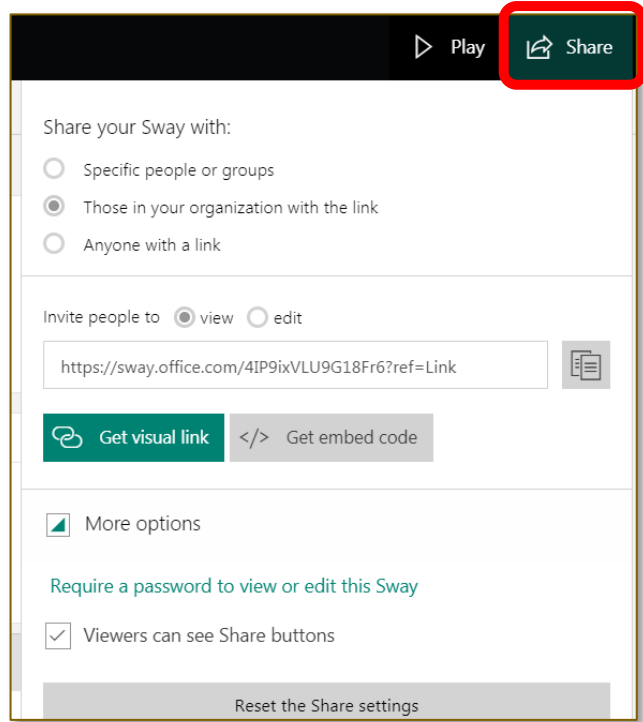 Play Share
Share your Sway with:
Specific people or groups
Those in your organization with the link
Anyone with a link
Invite people to view edit
https://sway.office.com/4IP9ixVLU9G18Fr6?ref=Link
Get visual link </> Get embed code
More options
Require a password to view or edit this Sway
Viewers can see Share buttons
Reset the Share settings